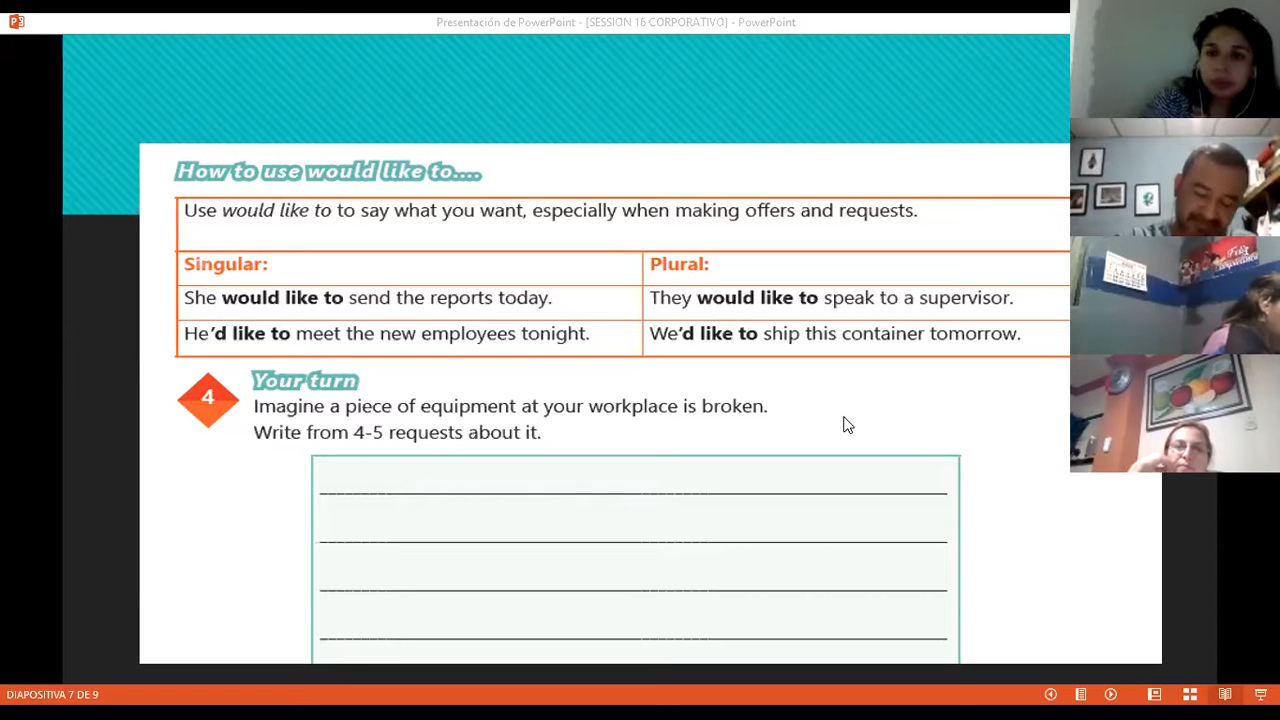 Presentación de PowerPoint - [SESSION 16 CORPORATIVO] - PowerPoint
How to use would like to....
Use would like to to say what you want, especially when making offers and requests.
Singular:
Plural:
She would like to send the reports today.
They would like to speak to a supervisor.
He'd like to meet the new employees tonight.
We'd like to ship this container tomorrow.
4
Your turn
Imagine a piece of equipment at your workplace is broken.
Write from 4-5 requests about it.
DIAPOSITIVA 7 DE 9